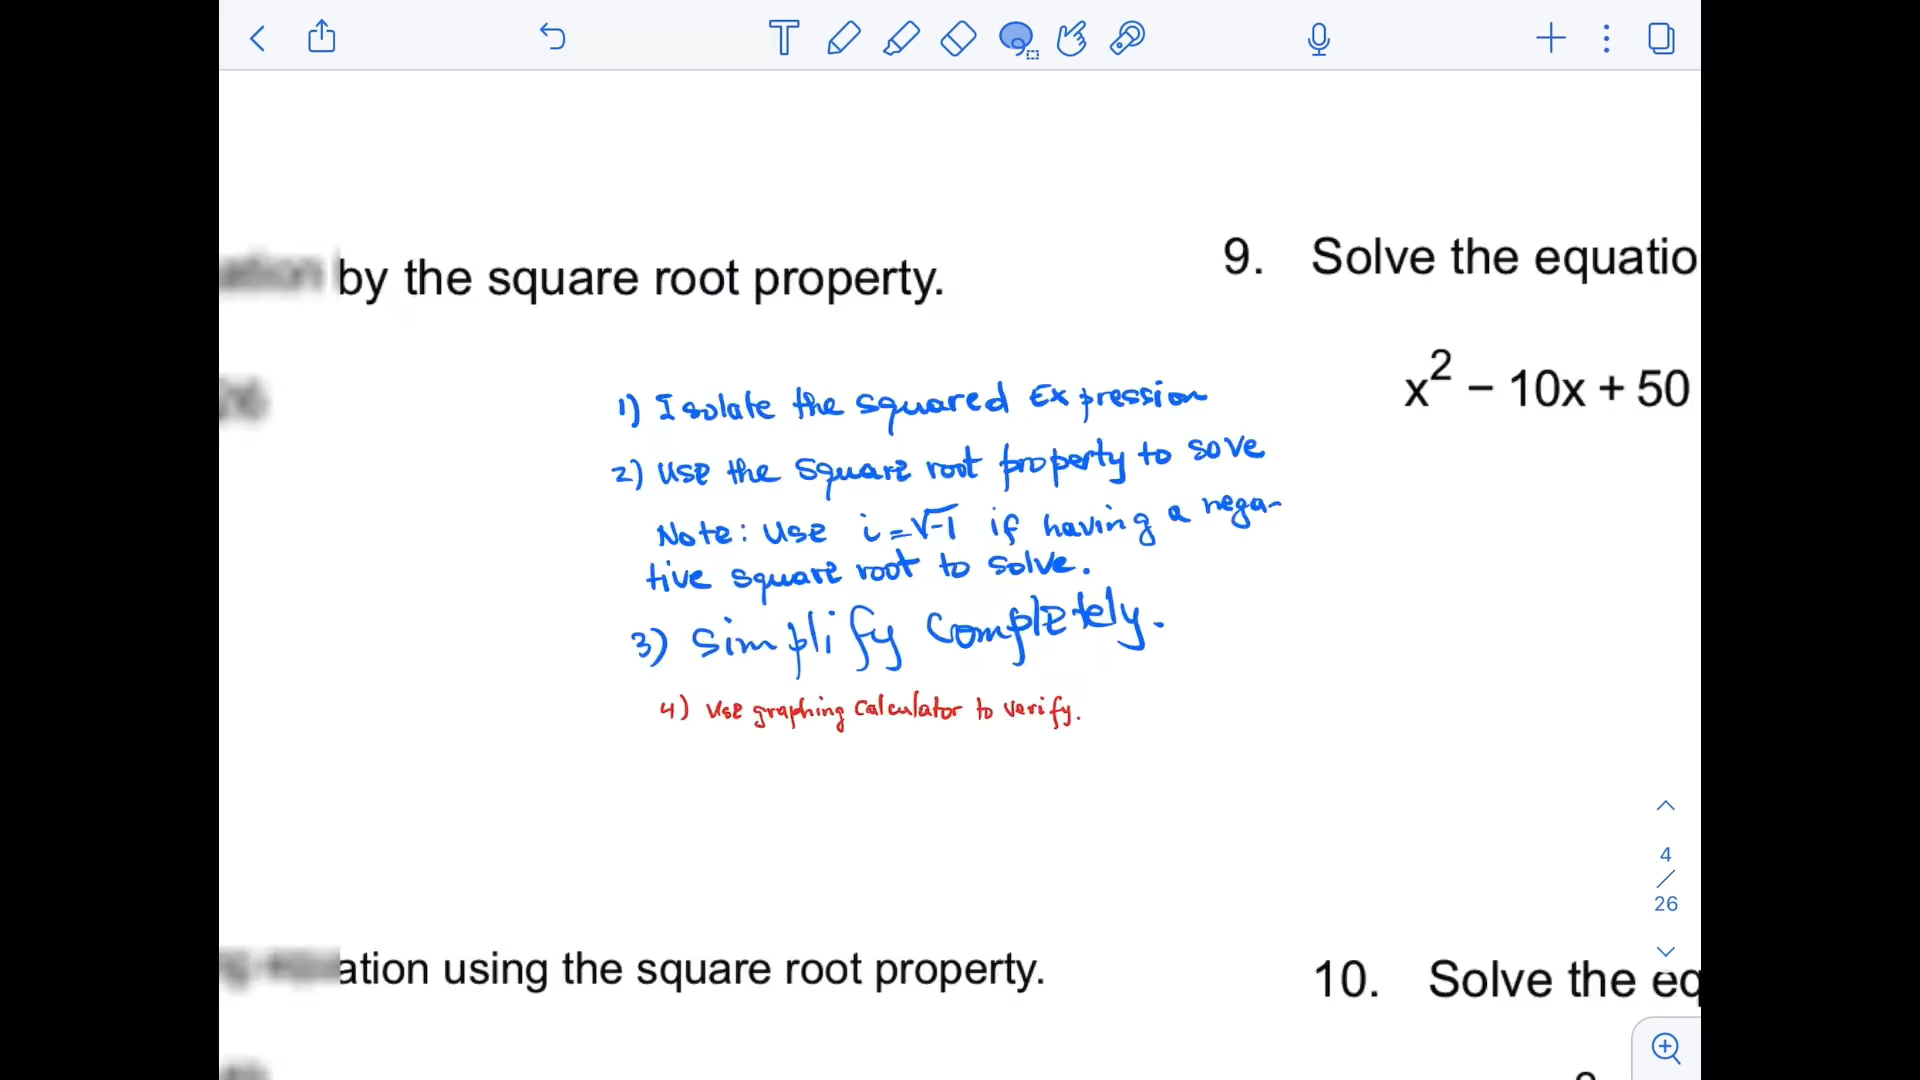 by the square root property.
9. Solve the equatio
x² − 10x + 50
1) Isolate the squared Expression
2) Use the square root property to sove
Note: Use i=√-1 if having a nega-
tive square root to solve.
3) Simplify completely.
4) Use graphing calculator to verify.
4
/
26
ation using the square root property.
10. Solve the eq